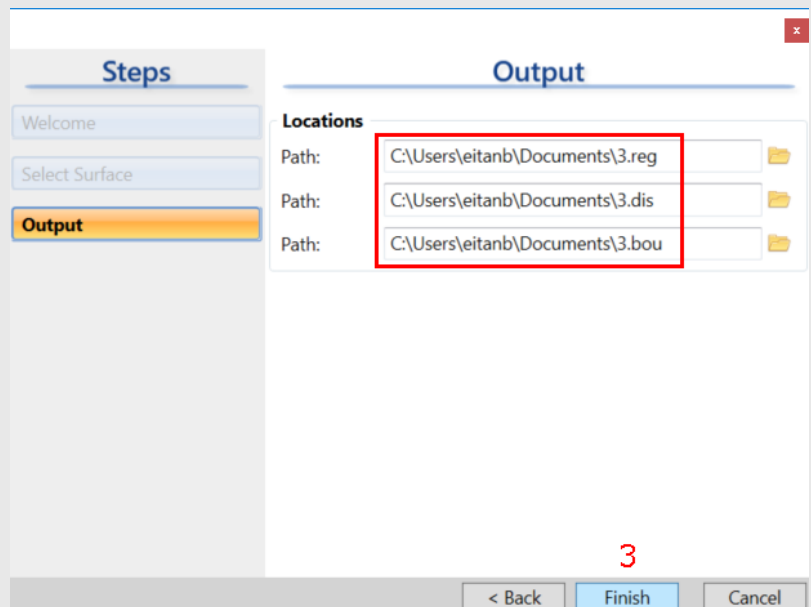 x
Steps
Output
Welcome
Select Surface
Output
Locations
Path: C:\Users\eitanb\Documents\3.reg
Path: C:\Users\eitanb\Documents\3.dis
Path: C:\Users\eitanb\Documents\3.bou
3
< Back Finish Cancel